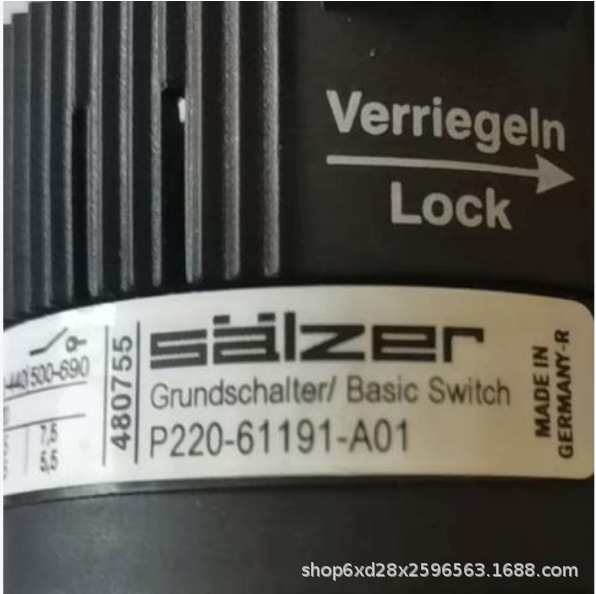 Verriegeln
Lock
sälzer
Grundschalter/ Basic Switch
P220-61191-A01
480755
MADE IN
GERMANY-R
-440 500-690
7,5
5,5
shop6xd28x2596563.1688.com